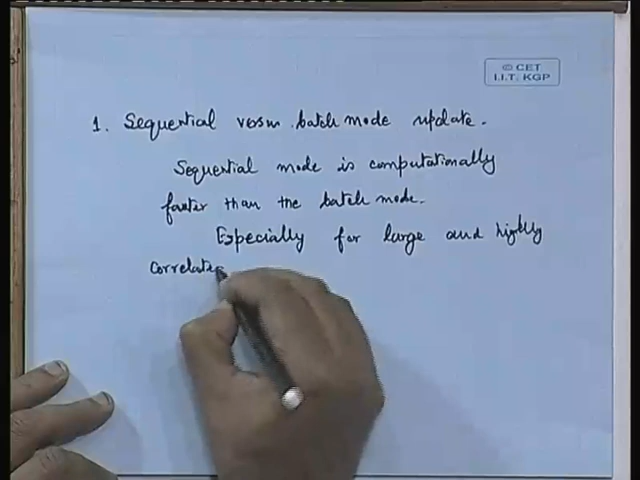 © CET
I.I.T. KGP
1. Sequential versus batch mode update.
Sequential mode is computationally
faster than the batch mode.
Especially for large and highly
correlate